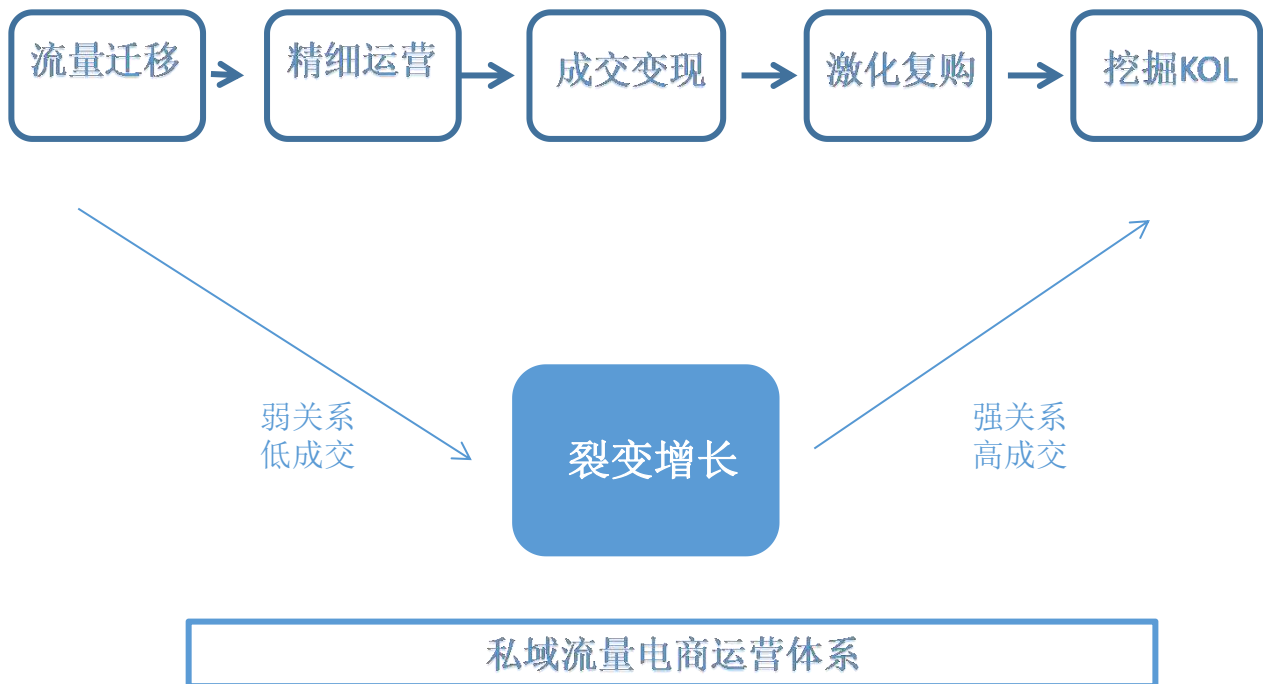 流量迁移
精细运营
成交变现
激化复购
挖掘KOL
弱关系
低成交
裂变增长
强关系
高成交
私域流量电商运营体系